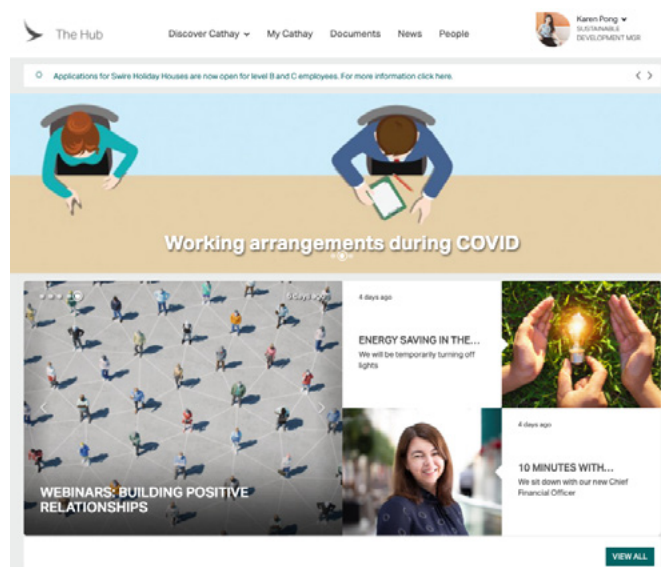 The Hub
Discover Cathay
My Cathay
Documents
News
People
Karen Pong
SUSTAINABLE
DEVELOPMENT MGR
Applications for Swire Holiday Houses are now open for level B and C employees. For more information click here.
Working arrangements during COVID
6 days ago
WEBINARS: BUILDING POSITIVE
RELATIONSHIPS
4 days ago
ENERGY SAVING IN THE...
We will be temporarily turning off
lights
4 days ago
10 MINUTES WITH...
We sit down with our new Chief
Financial Officer
VIEW ALL